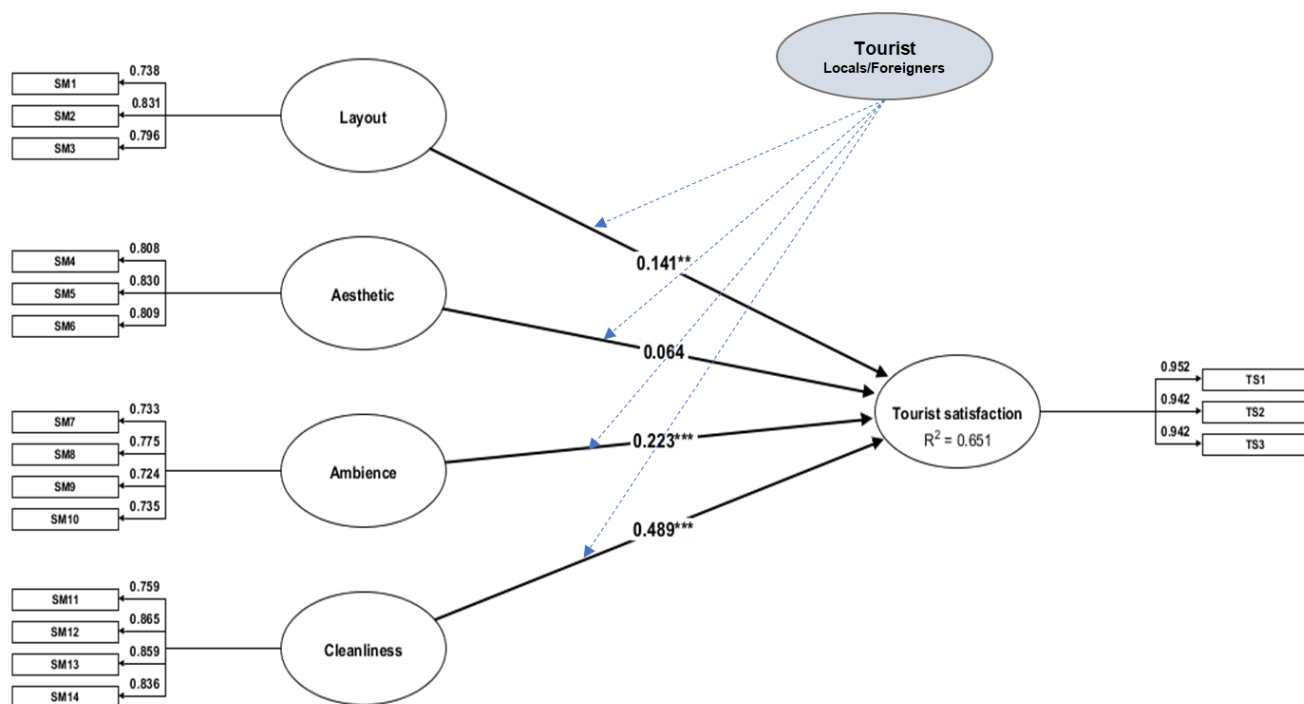 Tourist
Locals/Foreigners
0.738
SM1
0.831
SM2
0.796
SM3
Layout
0.141**
0.808
SM4
0.830
SM5
0.809
SM6
Aesthetic
0.064
0.733
SM7
0.775
SM8
0.724
SM9
0.735
SM10
Ambience
0.223***
Tourist satisfaction
R² = 0.651
0.952
TS1
0.942
TS2
0.942
TS3
0.489***
0.759
SM11
0.865
SM12
0.859
SM13
0.836
SM14
Cleanliness